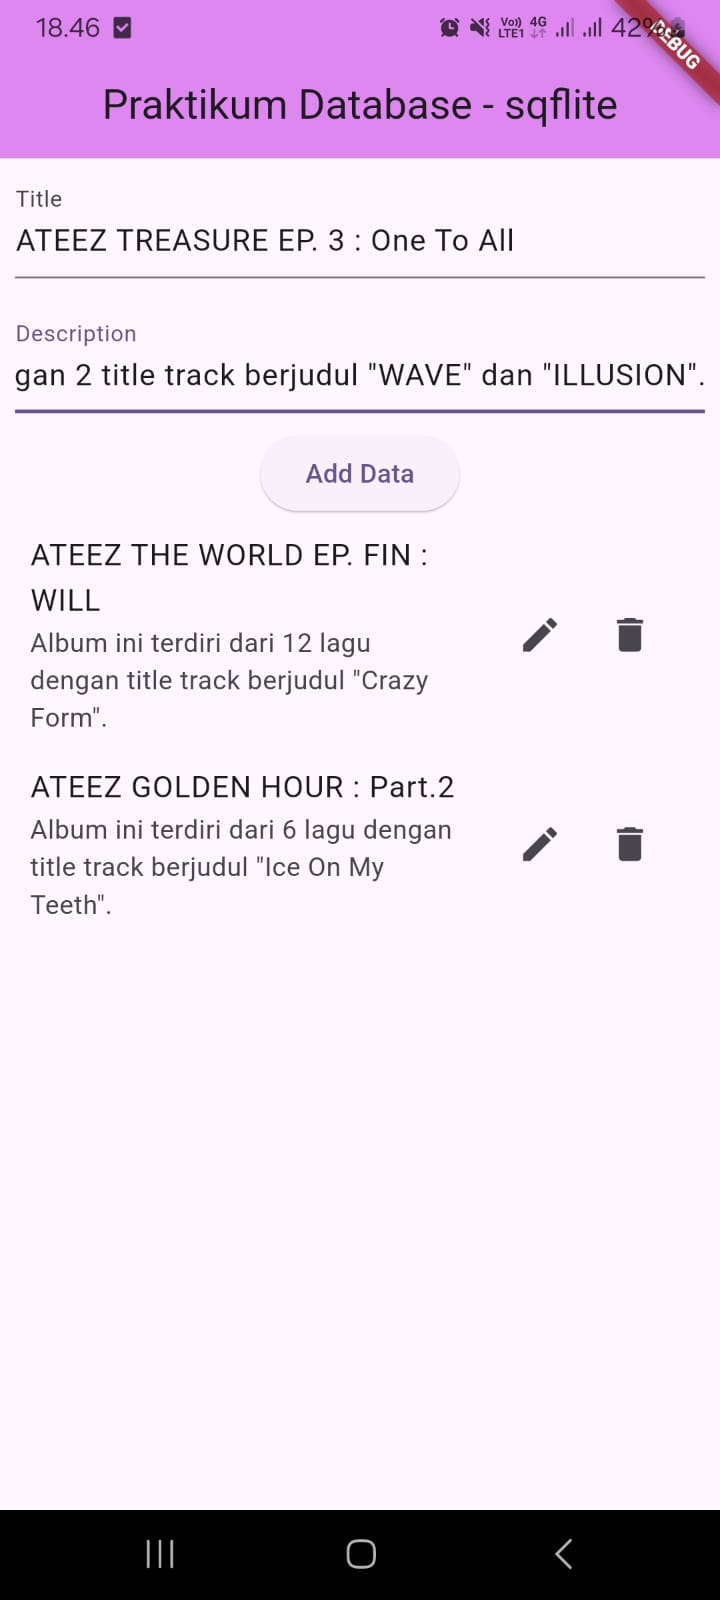 18.46
Vo)) 4G
LTE1
42%
DEBUG
Praktikum Database - sqflite
Title
ATEEZ TREASURE EP. 3 : One To All
Description
gan 2 title track berjudul "WAVE" dan "ILLUSION".
Add Data
ATEEZ THE WORLD EP. FIN :
WILL
Album ini terdiri dari 12 lagu
dengan title track berjudul "Crazy
Form".
ATEEZ GOLDEN HOUR : Part.2
Album ini terdiri dari 6 lagu dengan
title track berjudul "Ice On My
Teeth".